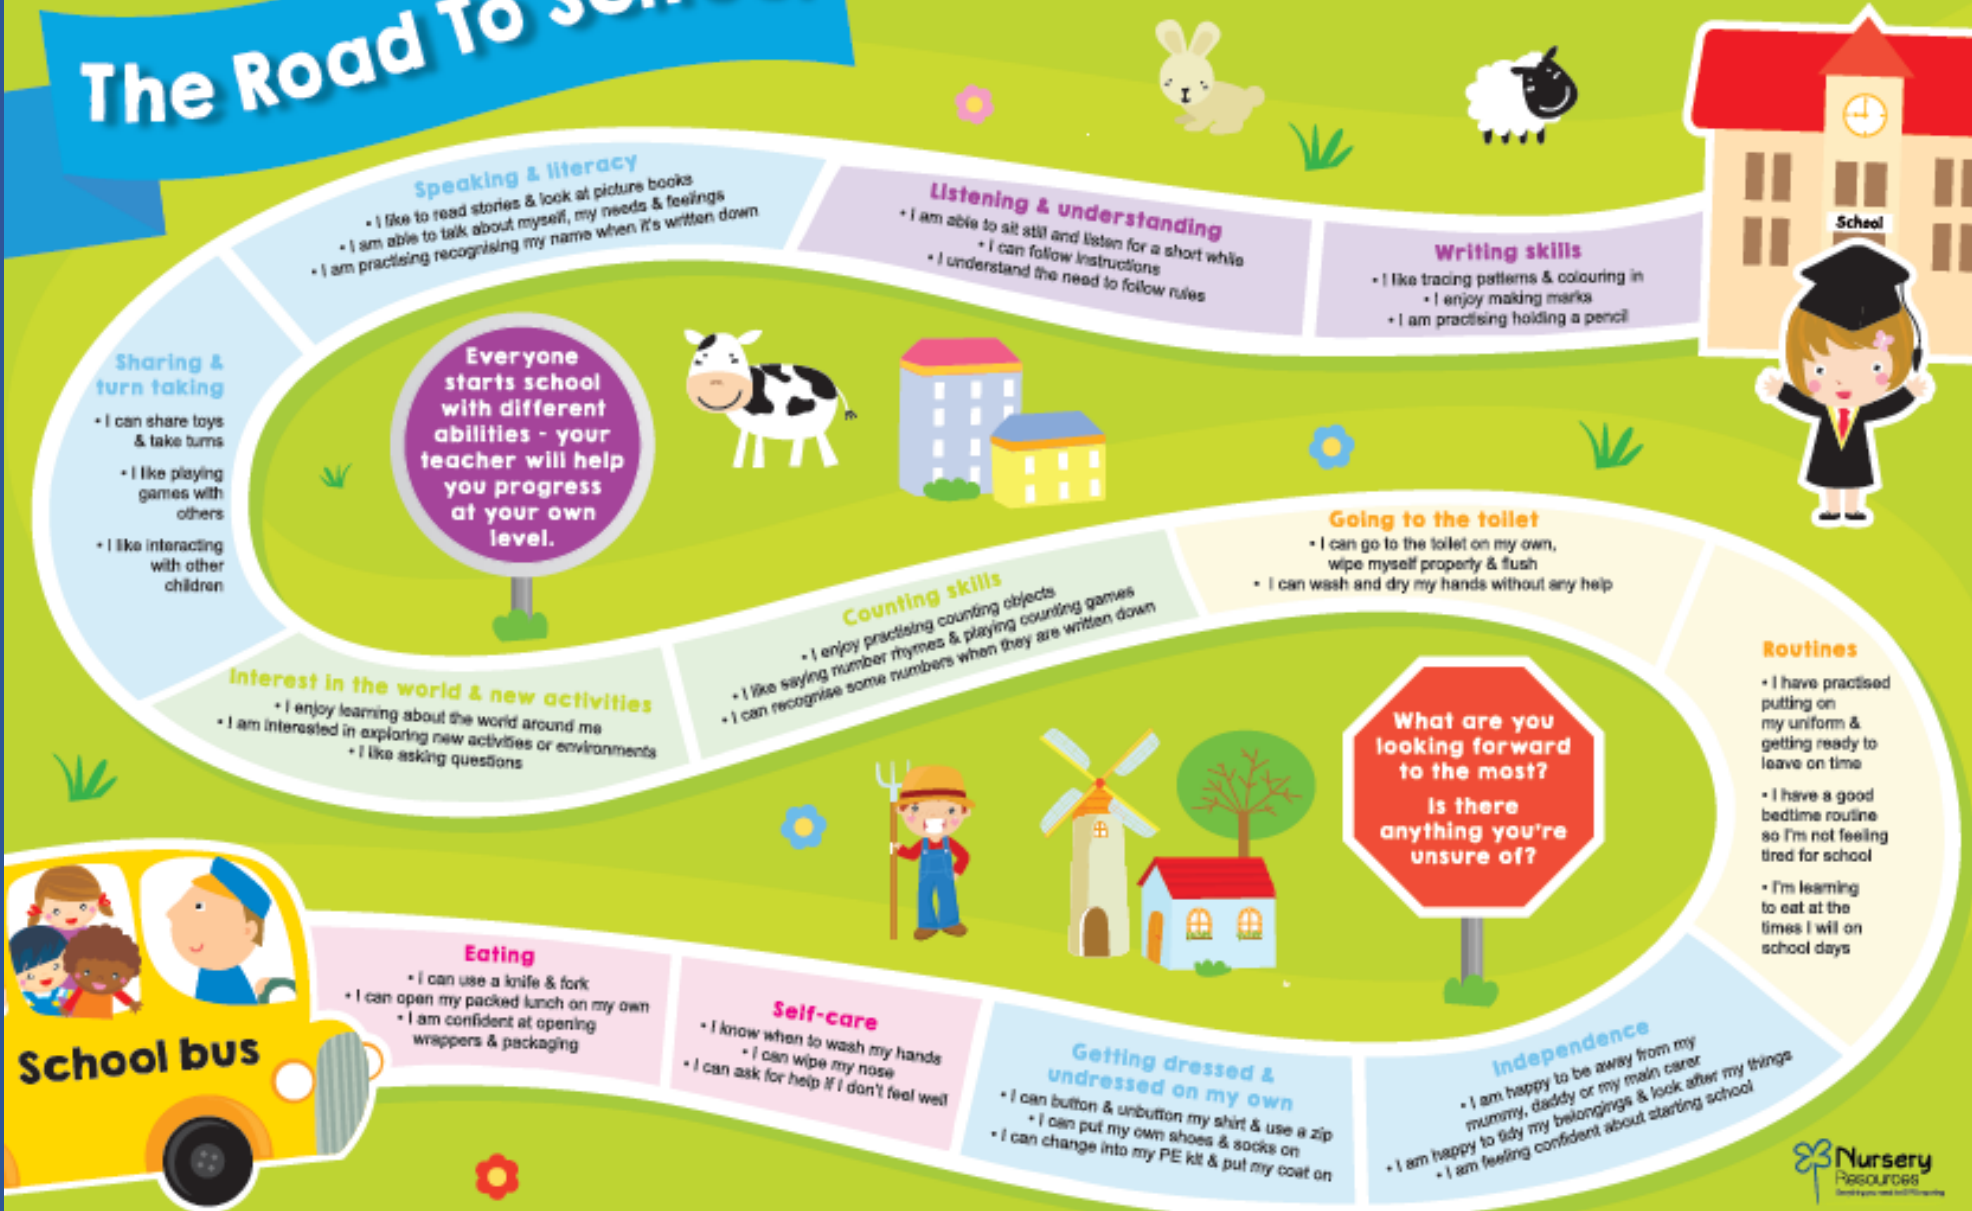 The Road To School
Speaking & literacy
• I like to read stories & look at picture books
• I am able to talk about myself, my needs & feelings
• I am practising recognising my name when it's written down
Listening & understanding
• I am able to sit still and listen for a short while
• I can follow instructions
• I understand the need to follow rules
Writing skills
• I like tracing patterns & colouring in
• I enjoy making marks
• I am practising holding a pencil
School
Sharing &
turn taking
• I can share toys
& take turns
• I like playing
games with
others
• I like interacting
with other
children
Everyone
starts school
with different
abilities - your
teacher will help
you progress
at your own
level.
Interest in the world & new activities
• I enjoy learning about the world around me
• I am interested in exploring new activities or environments
• I like asking questions
Counting skills
• I enjoy practising counting objects
• I like saying number rhymes & playing counting games
• I can recognise some numbers when they are written down
Going to the toilet
• I can go to the toilet on my own,
wipe myself properly & flush
• I can wash and dry my hands without any help
Routines
• I have practised
putting on
my uniform &
getting ready to
leave on time
• I have a good
bedtime routine
so I'm not feeling
tired for school
• I'm learning
to eat at the
times I will on
school days
What are you
looking forward
to the most?
Is there
anything you're
unsure of?
School bus
Eating
• I can use a knife & fork
• I can open my packed lunch on my own
• I am confident at opening
wrappers & packaging
Self-care
• I know when to wash my hands
• I can wipe my nose
• I can ask for help if I don't feel well
Getting dressed &
undressed on my own
• I can button & unbutton my shirt & use a zip
• I can put my own shoes & socks on
• I can change into my PE kit & put my coat on
Independence
• I am happy to be away from my
mummy, daddy or my main carer
• I am happy to tidy my belongings & look after my things
• I am feeling confident about starting school
Nursery
Resources